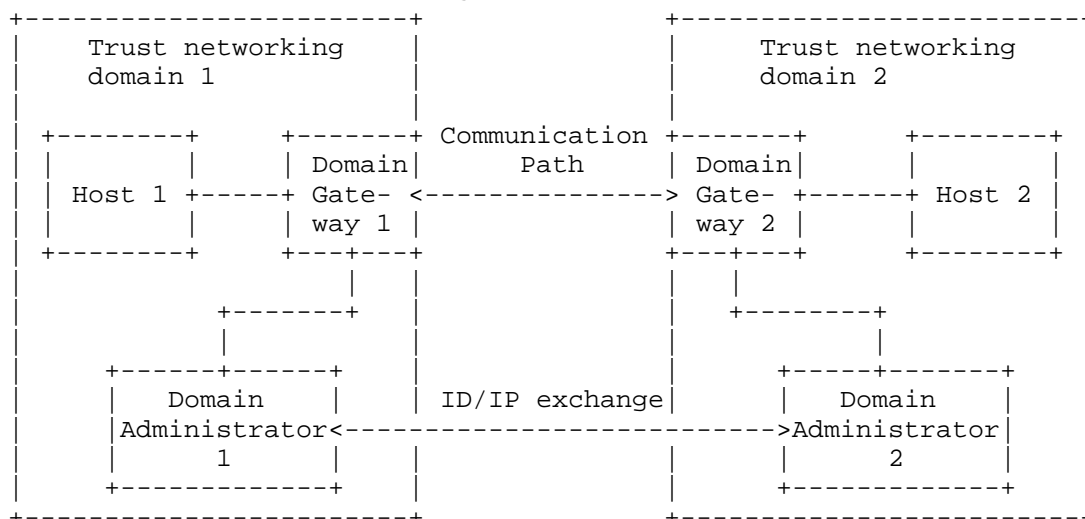 Trust networking
domain 1
Trust networking
domain 2
Communication
Path
Host 1
Domain
Gate-
way 1
Domain
Gate-
way 2
Host 2
Domain
Administrator
1
ID/IP exchange
Domain
Administrator
2